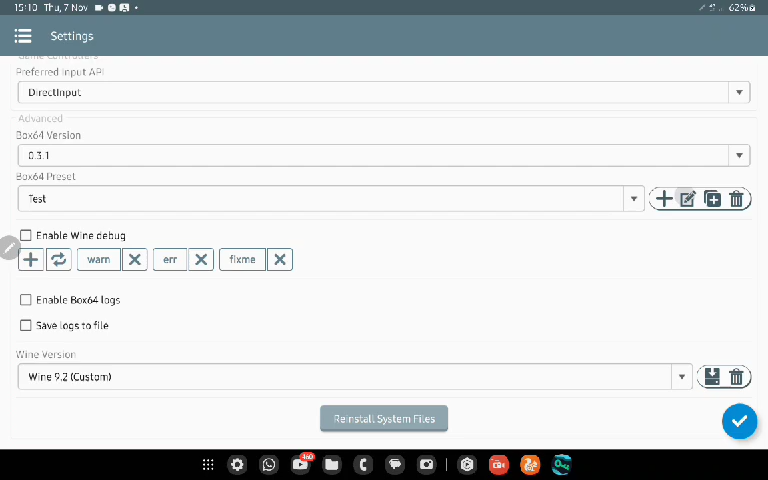 15:10 Thu, 7 Nov
62%
Settings
Game Controllers
Preferred Input API
DirectInput
Advanced
Box64 Version
0.3.1
Box64 Preset
Test
Enable Wine debug
warn
err
fixme
Enable Box64 logs
Save logs to file
Wine Version
Wine 9.2 (Custom)
Reinstall System Files